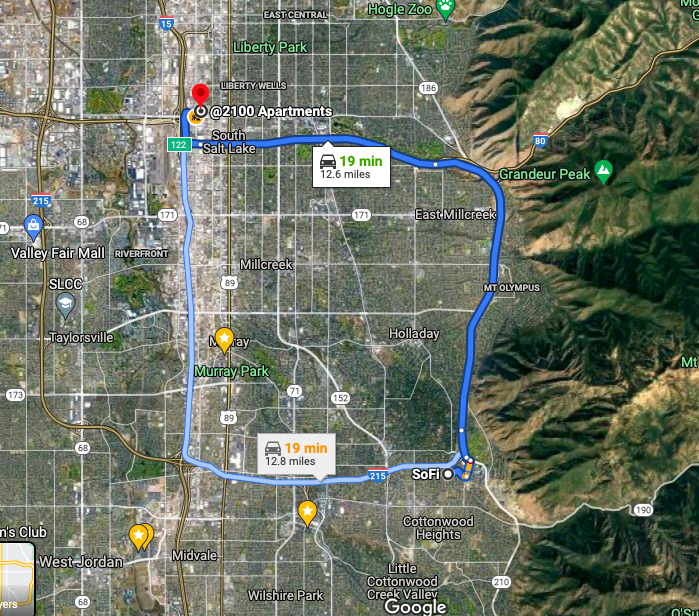 EAST CENTRAL
Hogle Zoo
15
Liberty Park
LIBERTY WELLS
186
@2100 Apartments
South
Salt Lake
122
80
19 min
12.6 miles
Grandeur Peak
215
68
171
171
East Millcreek
71
Valley Fair Mall
RIVERFRONT
Millcreek
SLCC
89
MT OLYMPUS
Taylorsville
Holladay
Murray Park
71
152
173
89
68
19 min
12.8 miles
215
SoFi
190
Cottonwood
Heights
m's Club
West Jordan
Midvale
Little
Cottonwood
Creek Valley
Wilshire Park
210
68
Google